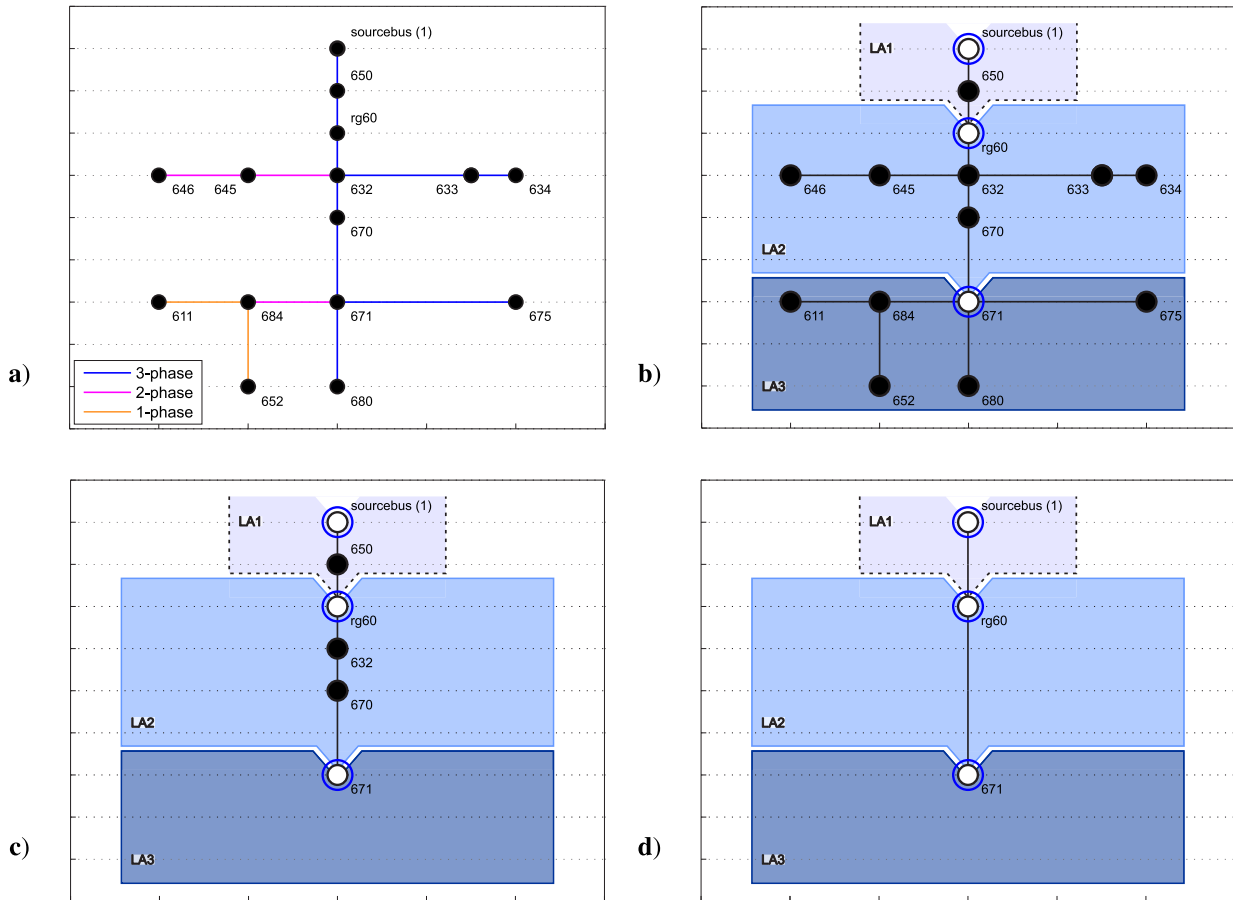 a)
sourcebus (1)
650
rg60
646 645 632 633 634
670
611 684 671 675
652 680
3-phase
2-phase
1-phase
b)
sourcebus (1)
LA1
650
rg60
646 645 632 633 634
670
LA2
611 684 671 675
LA3
652 680
c)
sourcebus (1)
LA1
650
rg60
632
670
LA2
671
LA3
d)
sourcebus (1)
LA1
rg60
LA2
671
LA3